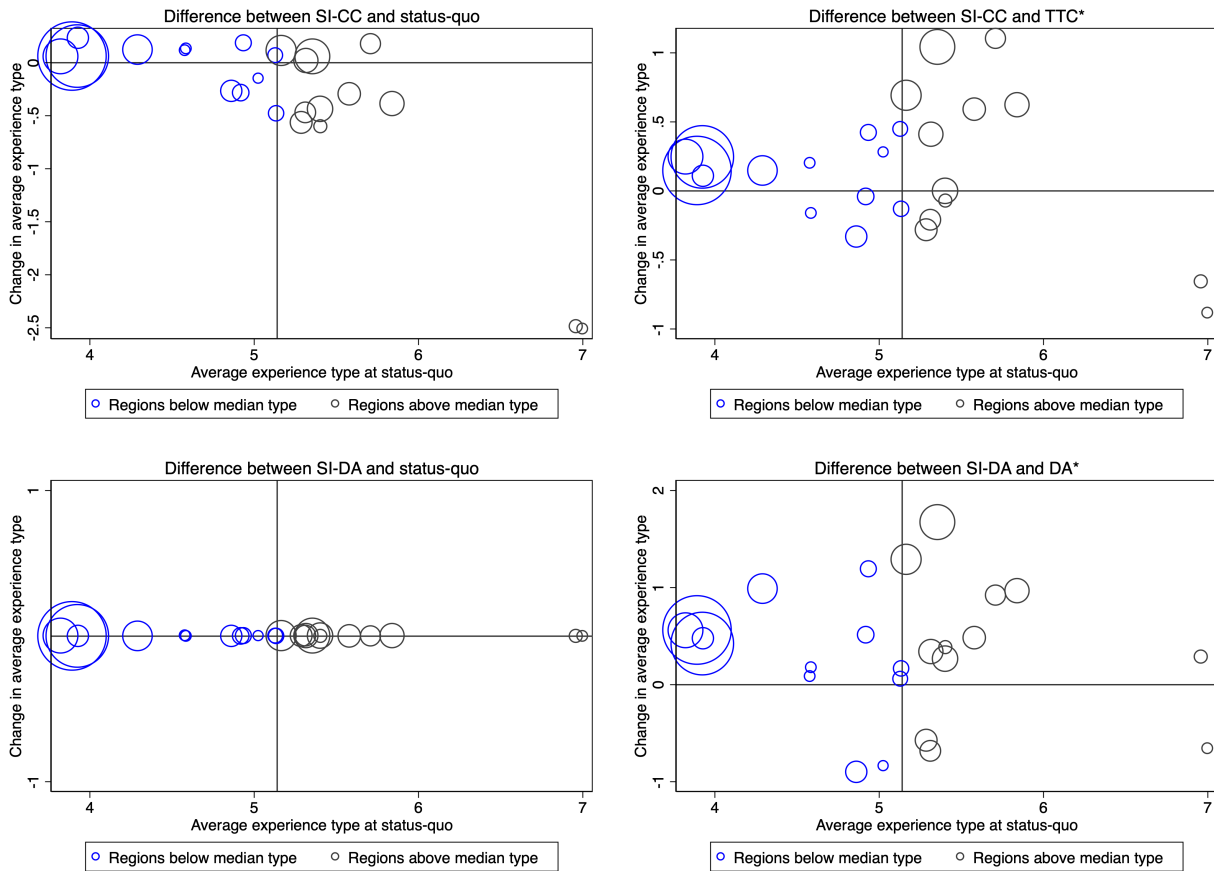 Difference between SI-CC and status-quo
Change in average experience type
0
-.5
-1
-1.5
-2
-2.5
4 5 6 7
Average experience type at status-quo
Regions below median type Regions above median type
Difference between SI-CC and TTC*
Change in average experience type
1
.5
0
-.5
-1
4 5 6 7
Average experience type at status-quo
Regions below median type Regions above median type
Difference between SI-DA and status-quo
Change in average experience type
1
-1
4 5 6 7
Average experience type at status-quo
Regions below median type Regions above median type
Difference between SI-DA and DA*
Change in average experience type
2
1
0
-1
4 5 6 7
Average experience type at status-quo
Regions below median type Regions above median type